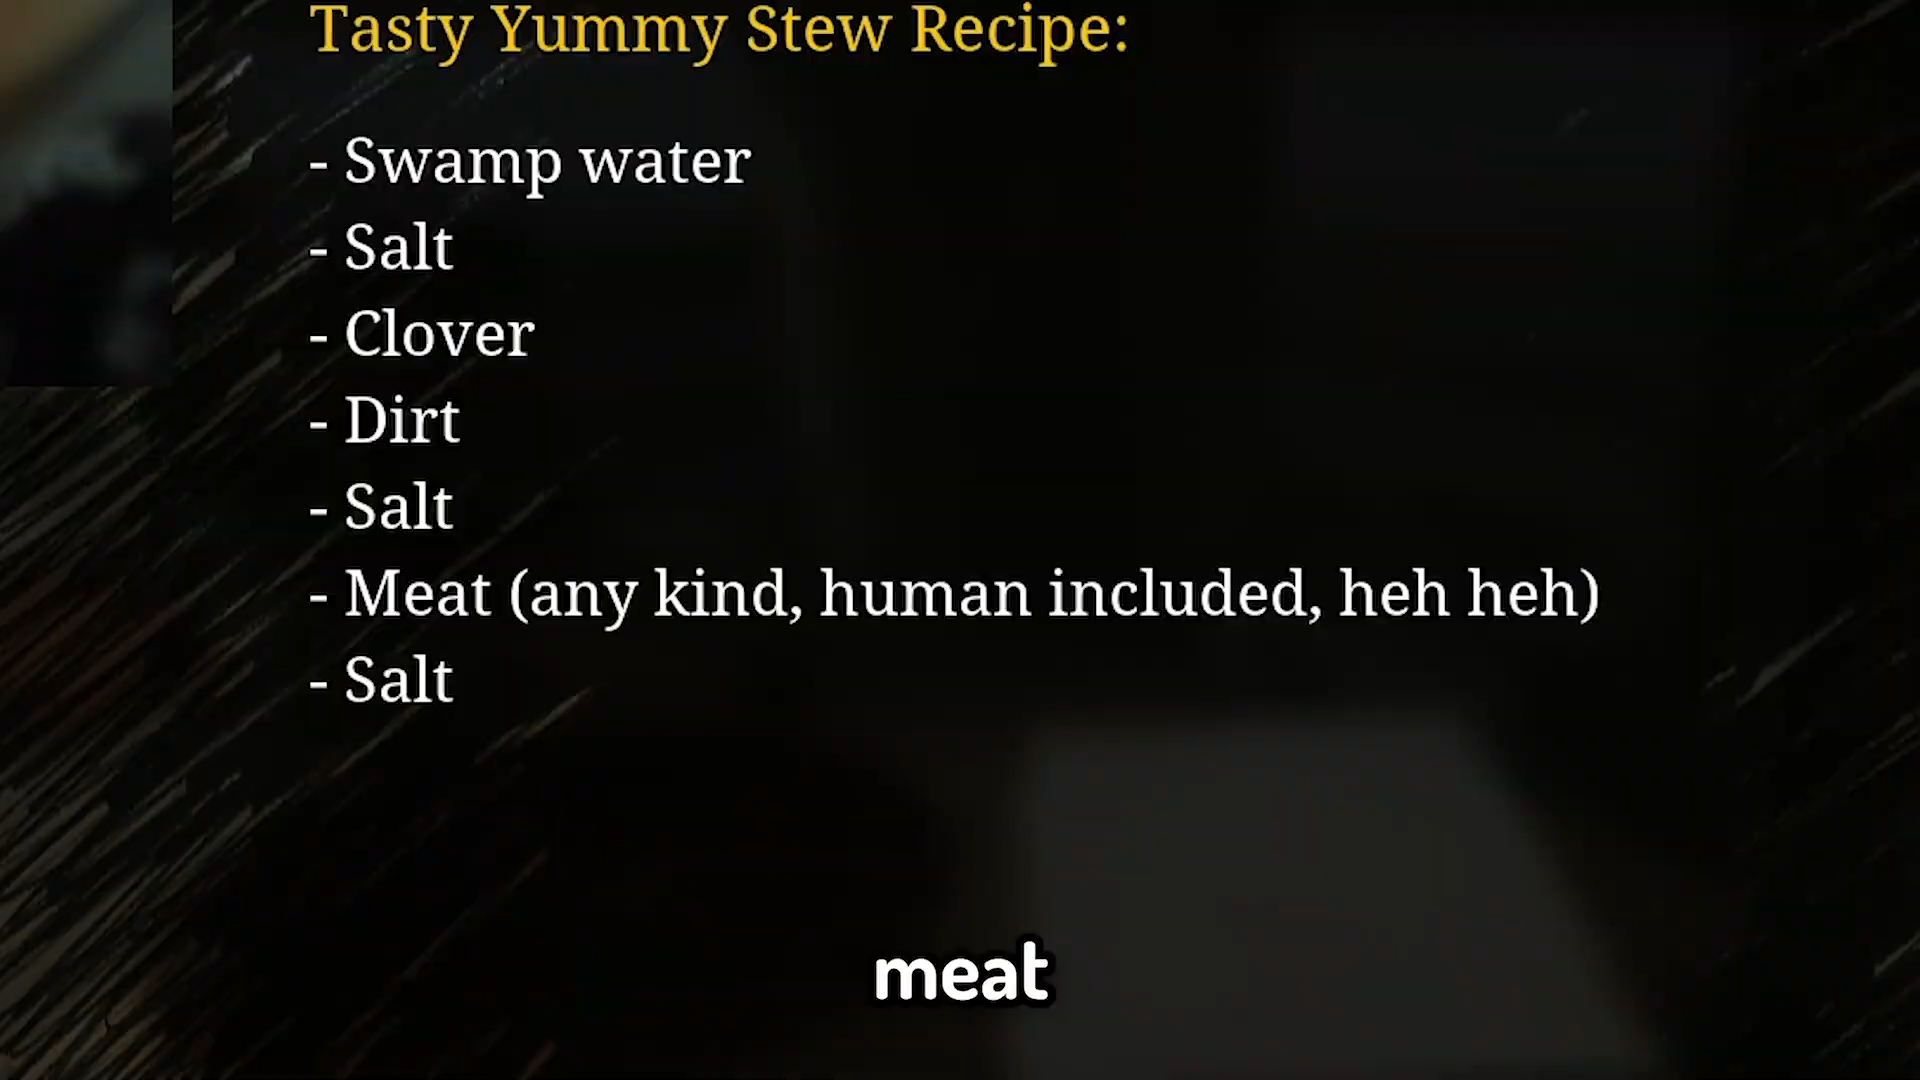 Tasty Yummy Stew Recipe:
- Swamp water
- Salt
- Clover
- Dirt
- Salt
- Meat (any kind, human included, heh heh)
- Salt
meat